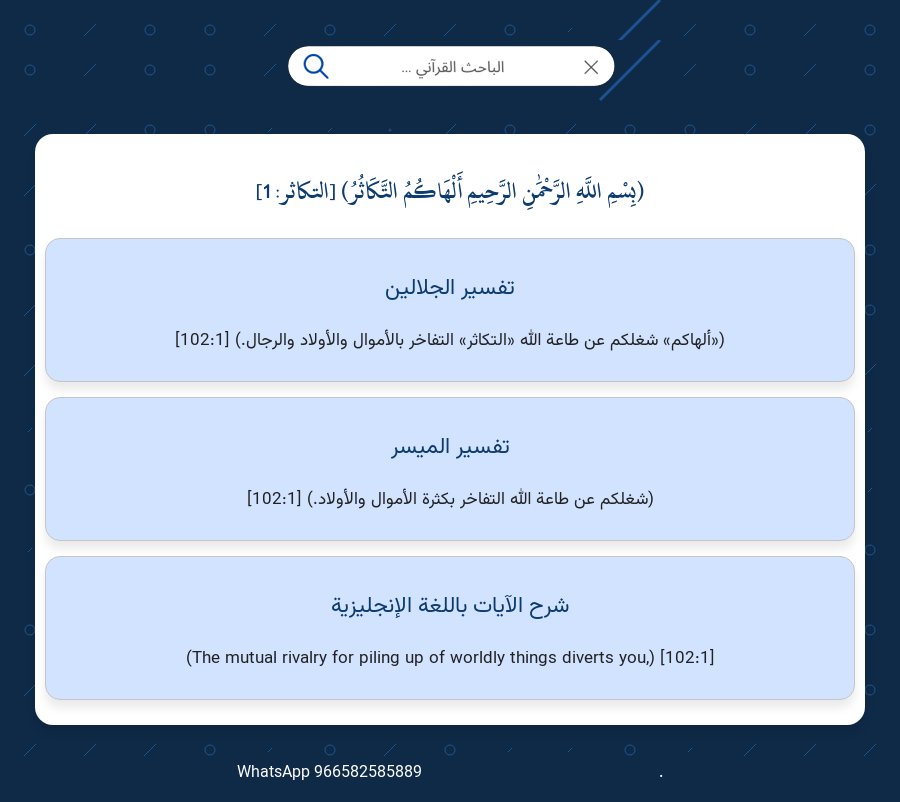 الباحث القرآني ...
(بِسْمِ اللَّهِ الرَّحْمَٰنِ الرَّحِيمِ أَلْهَاكُمُ التَّكَاثُرُ) [التكاثر: 1]
تفسير الجلالين
(«ألهاكم» شغلكم عن طاعة الله «التكاثر» التفاخر بالأموال والأولاد والرجال.) [102:1]
تفسير الميسر
(شغلكم عن طاعة الله التفاخر بكثرة الأموال والأولاد.) [102:1]
شرح الآيات باللغة الإنجليزية
(The mutual rivalry for piling up of worldly things diverts you,) [102:1]
WhatsApp 966582585889 .